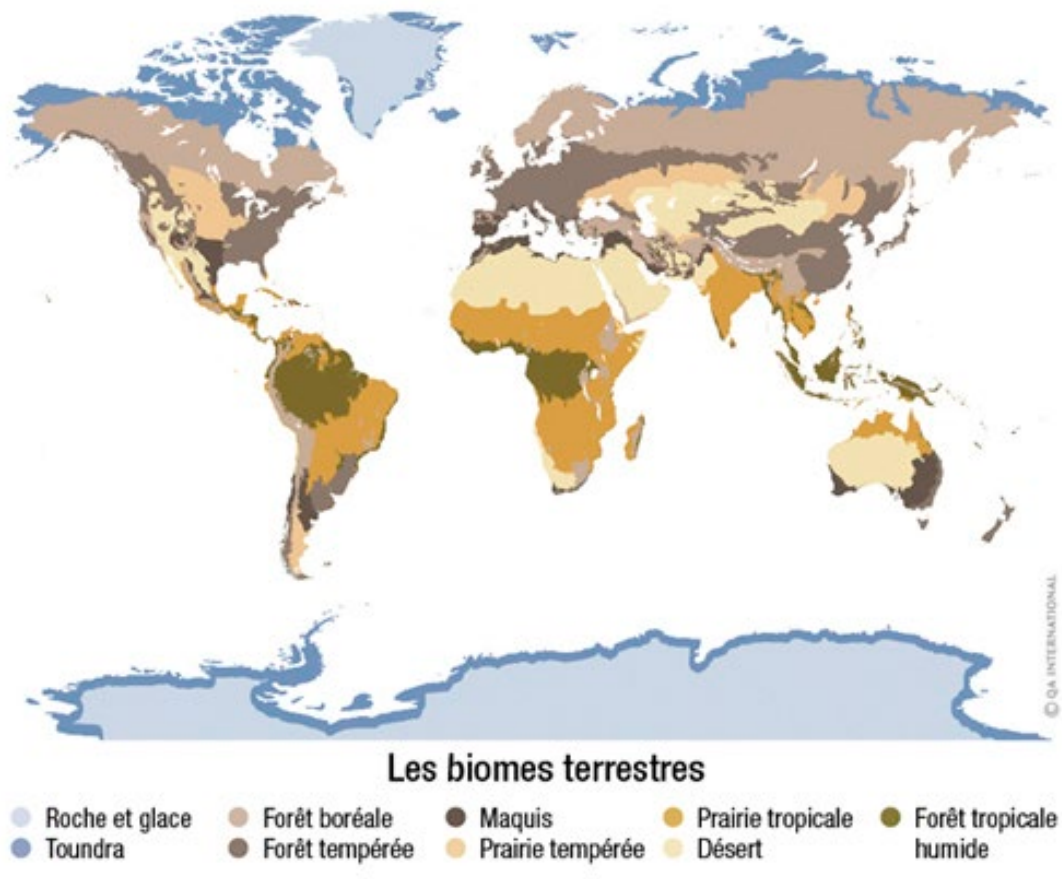 © QA INTERNATIONAL
Les biomes terrestres
Roche et glace
Toundra
Forêt boréale
Forêt tempérée
Maquis
Prairie tempérée
Prairie tropicale
Désert
Forêt tropicale
humide